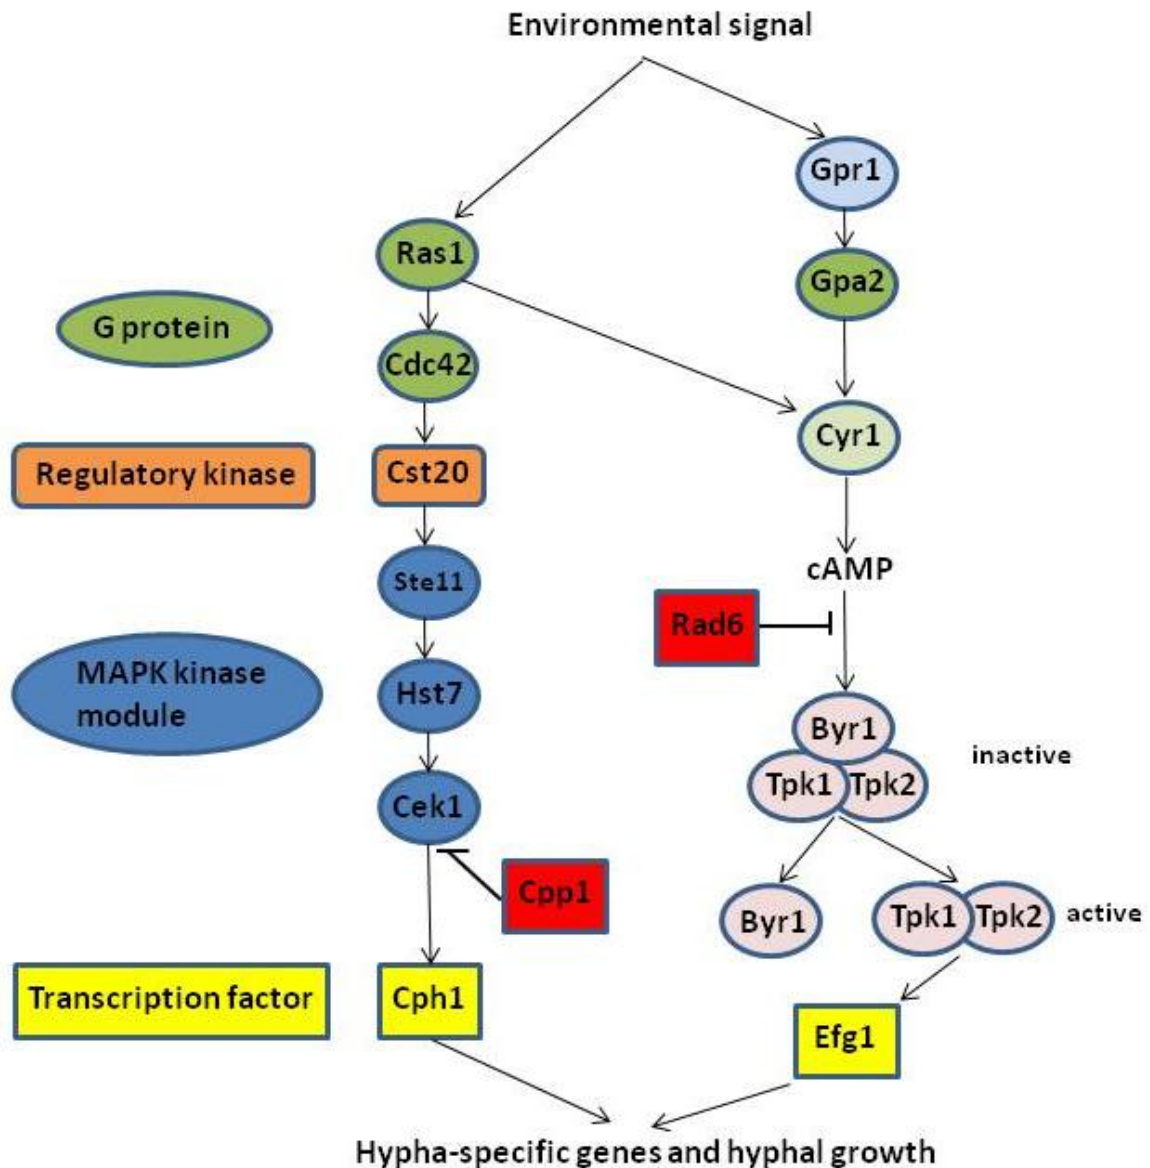 Environmental signal
Gpr1
Ras1
Gpa2
G protein
Cdc42
Cyr1
Regulatory kinase
Cst20
Ste11
cAMP
Rad6
MAPK kinase
module
Hst7
Byr1
inactive
Tpk1
Tpk2
Cek1
Cpp1
Byr1
Tpk1
Tpk2
active
Transcription factor
Cph1
Efg1
Hypha-specific genes and hyphal growth